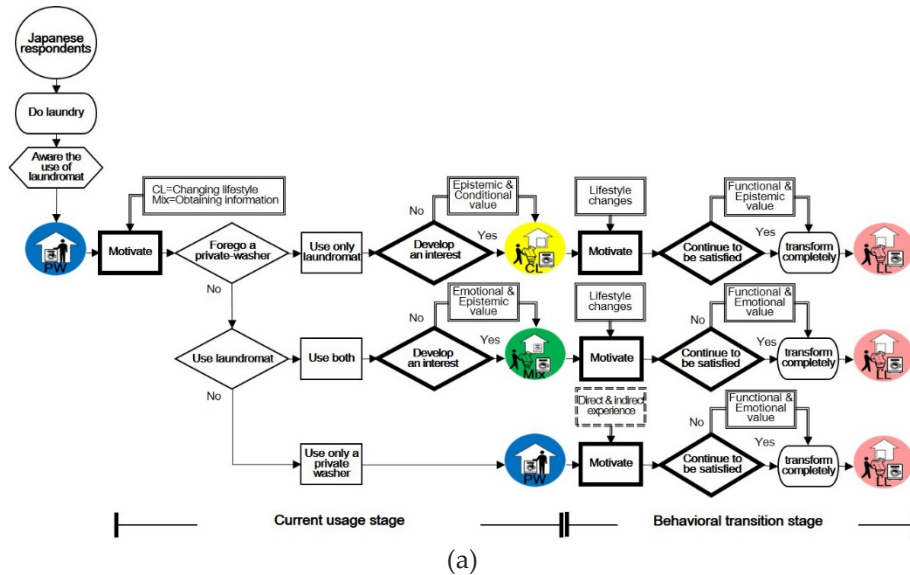 Japanese
respondents
Do laundry
Aware the
use of
laundromat
PW
CL=Changing lifestyle
Mix=Obtaining information
Motivate
Forego a
private-washer
No
Use only
laundromat
No
Epistemic &
Conditional
value
Develop
an interest
Yes
CL
Lifestyle
changes
Motivate
Continue to
be satisfied
No
Functional &
Epistemic
value
Yes
transform
completely
LL
Use laundromat
No
Use both
No
Emotional &
Epistemic
value
Develop
an interest
Yes
Mix
Lifestyle
changes
Motivate
Continue to
be satisfied
No
Functional &
Emotional
value
Yes
transform
completely
LL
Use only a
private
washer
PW
Direct & indirect
experience
Motivate
Continue to
be satisfied
No
Functional &
Emotional
value
Yes
transform
completely
LL
Current usage stage
Behavioral transition stage
(a)